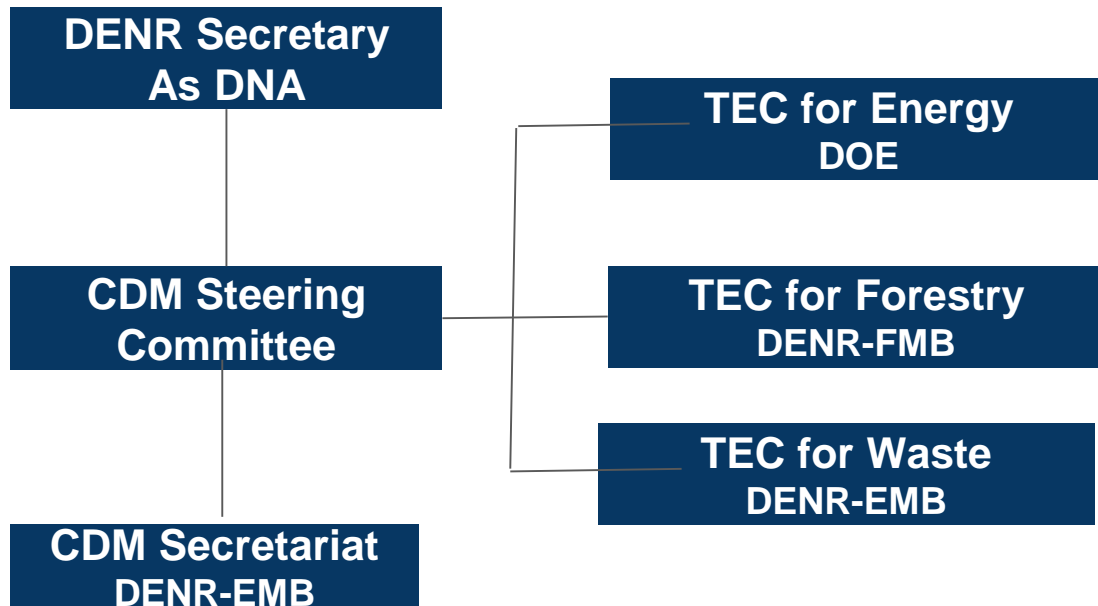 DENR Secretary
As DNA
TEC for Energy
DOE
CDM Steering
Committee
TEC for Forestry
DENR-FMB
TEC for Waste
DENR-EMB
CDM Secretariat
DENR-EMB